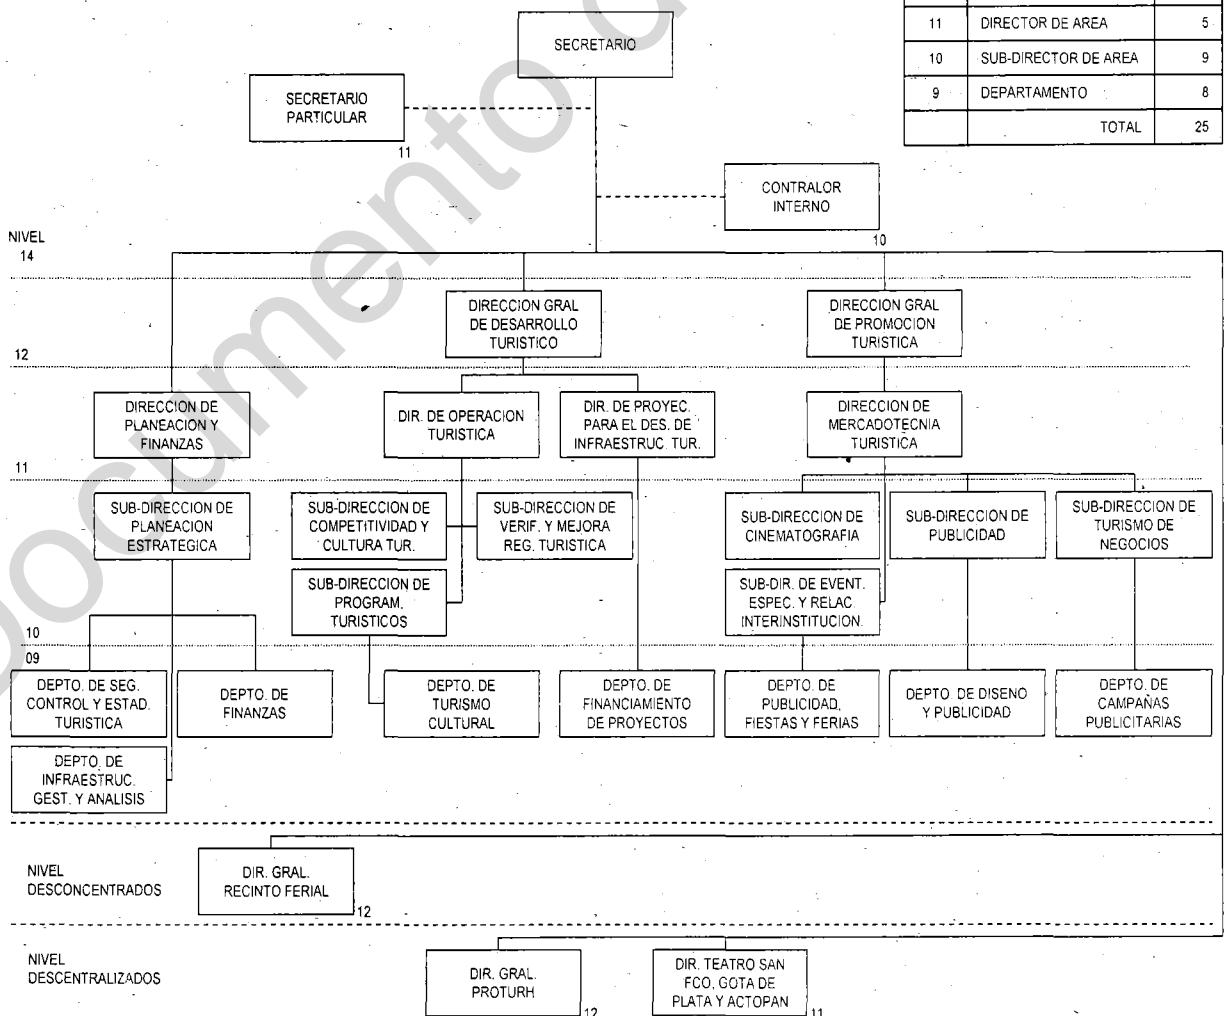 SECRETARIO
11 DIRECTOR DE AREA 5
10 SUB-DIRECTOR DE AREA 9
9 DEPARTAMENTO 8
TOTAL 25
SECRETARIO
PARTICULAR
11
CONTRALOR
INTERNO
10
NIVEL
14
DIRECCION GRAL
DE DESARROLLO
TURISTICO
DIRECCION GRAL
DE PROMOCION
TURISTICA
12
DIRECCION DE
PLANEACION Y
FINANZAS
DIR. DE OPERACION
TURISTICA
DIR. DE PROYEC.
PARA EL DES. DE
INFRAESTRUC. TUR.
DIRECCION DE
MERCADOTECNIA
TURISTICA
11
SUB-DIRECCION DE
PLANEACION
ESTRATEGICA
SUB-DIRECCION DE
COMPETITIVIDAD Y
CULTURA TUR.
SUB-DIRECCION DE
VERIF. Y MEJORA
REG. TURISTICA
SUB-DIRECCION DE
CINEMATOGRAFIA
SUB-DIRECCION DE
PUBLICIDAD
SUB-DIRECCION DE
TURISMO DE
NEGOCIOS
SUB-DIRECCION DE
PROGRAM.
TURISTICOS
SUB-DIR. DE EVENT.
ESPEC. Y RELAC.
INTERINSTITUCION.
10
09
DEPTO. DE SEG.
CONTROL Y ESTAD.
TURISTICA
DEPTO. DE
FINANZAS
DEPTO. DE
TURISMO
CULTURAL
DEPTO. DE
FINANCIAMIENTO
DE PROYECTOS
DEPTO. DE
PUBLICIDAD,
FIESTAS Y FERIAS
DEPTO. DE DISENO
Y PUBLICIDAD
DEPTO. DE
CAMPAÑAS
PUBLICITARIAS
DEPTO. DE
INFRAESTRUC.
GEST. Y ANALISIS
NIVEL
DESCONCENTRADOS
DIR. GRAL.
RECINTO FERIAL
12
NIVEL
DESCENTRALIZADOS
DIR. GRAL.
PROTURH
12
DIR. TEATRO SAN
FCO, GOTA DE
PLATA Y ACTOPAN
11
Documento d